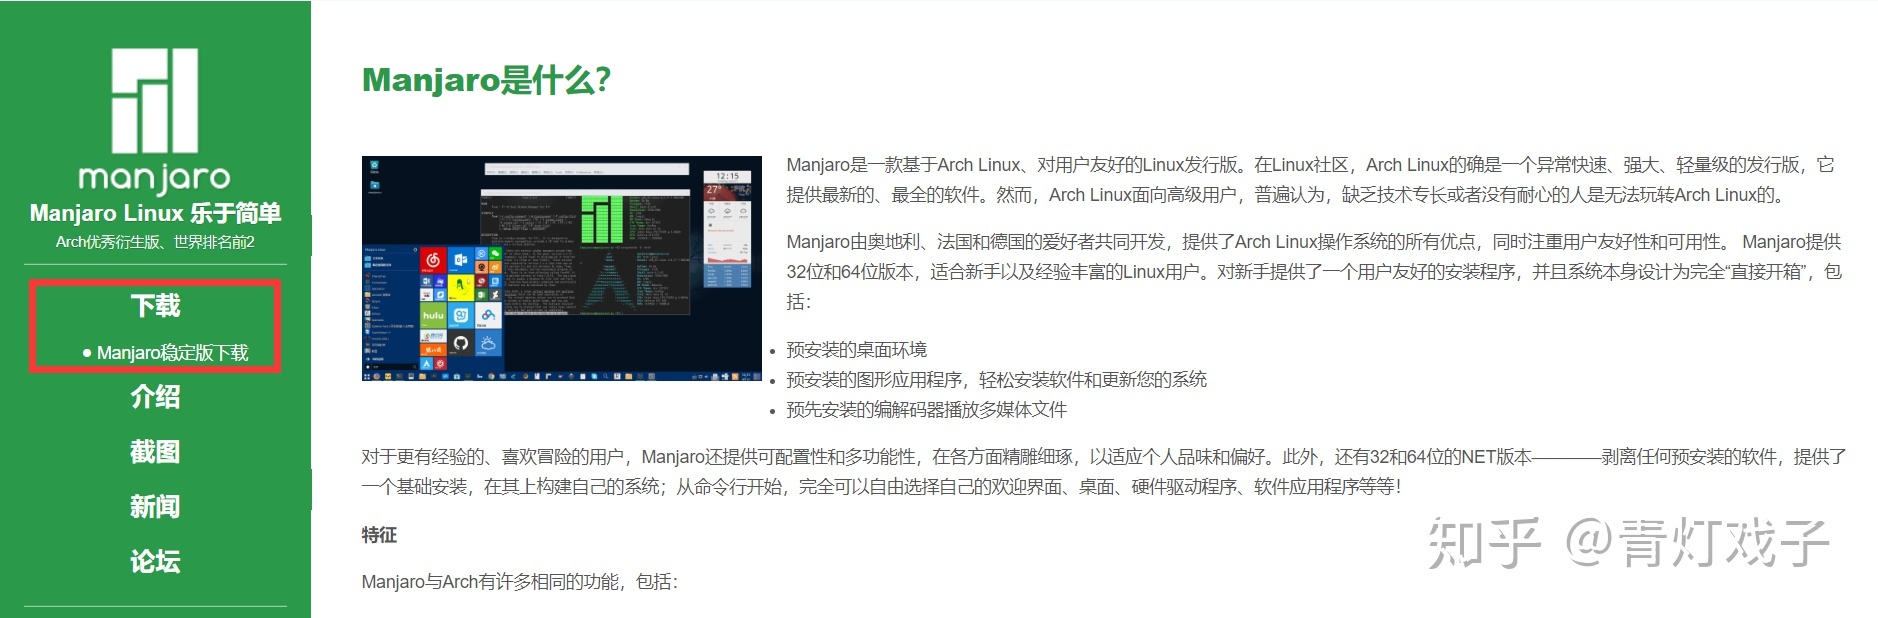 manjaro
Manjaro Linux 乐于简单
Arch优秀衍生版、世界排名前2
下载
● Manjaro稳定版下载
介绍
截图
新闻
论坛
Manjaro是什么？
12:15
27°
hulu
Manjaro是一款基于Arch Linux、对用户友好的Linux发行版。在Linux社区，Arch Linux的确是一个异常快速、强大、轻量级的发行版，它
提供最新的、最全的软件。然而，Arch Linux面向高级用户，普遍认为，缺乏技术专长或者没有耐心的人是无法玩转Arch Linux的。
Manjaro由奥地利、法国和德国的爱好者共同开发，提供了Arch Linux操作系统的所有优点，同时注重用户友好性和可用性。 Manjaro提供
32位和64位版本，适合新手以及经验丰富的Linux用户。对新手提供了一个用户友好的安装程序，并且系统本身设计为完全“直接开箱”，包
括：
• 预安装的桌面环境
• 预安装的图形应用程序，轻松安装软件和更新您的系统
• 预先安装的编解码器播放多媒体文件
对于更有经验的、喜欢冒险的用户，Manjaro还提供可配置性和多功能性，在各方面精雕细琢，以适应个人品味和偏好。此外，还有32和64位的NET版本————剥离任何预安装的软件，提供了
一个基础安装，在其上构建自己的系统；从命令行开始，完全可以自由选择自己的欢迎界面、桌面、硬件驱动程序、软件应用程序等等！
特征
Manjaro与Arch有许多相同的功能，包括：
知乎 @青灯戏子